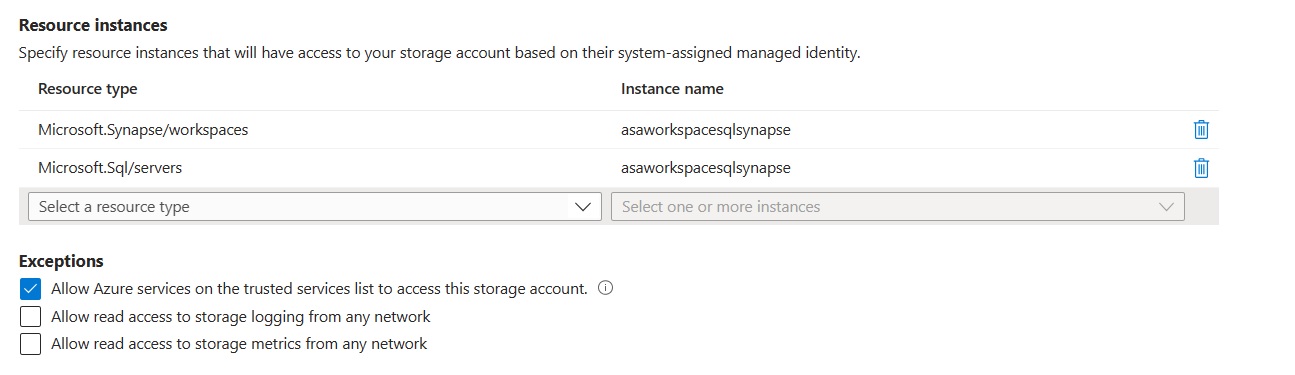 Resource instances
Specify resource instances that will have access to your storage account based on their system-assigned managed identity.
Resource type Instance name
Microsoft.Synapse/workspaces asaworkspacesqlsynapse
Microsoft.Sql/servers asaworkspacesqlsynapse
Select a resource type Select one or more instances
Exceptions
Allow Azure services on the trusted services list to access this storage account.
Allow read access to storage logging from any network
Allow read access to storage metrics from any network